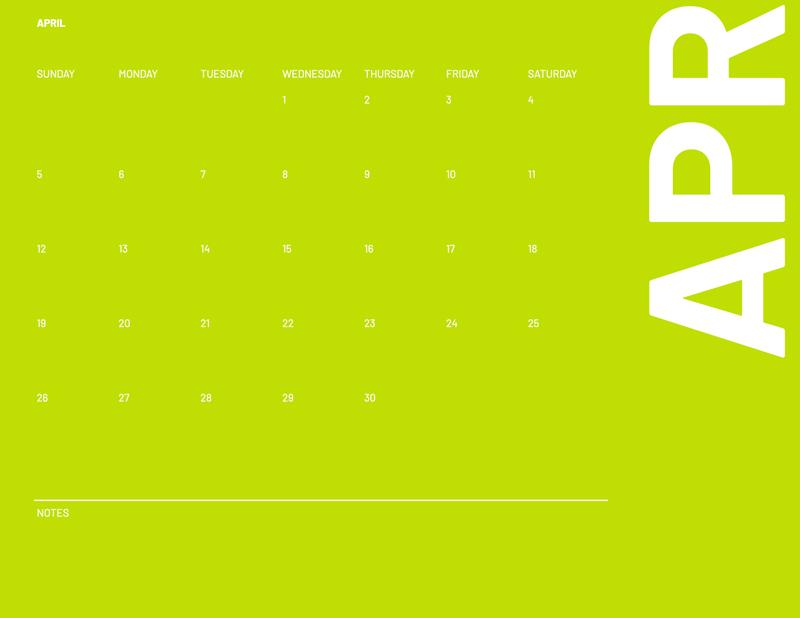 APRIL
SUNDAY MONDAY TUESDAY WEDNESDAY THURSDAY FRIDAY SATURDAY
1 2 3 4
5 6 7 8 9 10 11
12 13 14 15 16 17 18
19 20 21 22 23 24 25
26 27 28 29 30
NOTES
APR